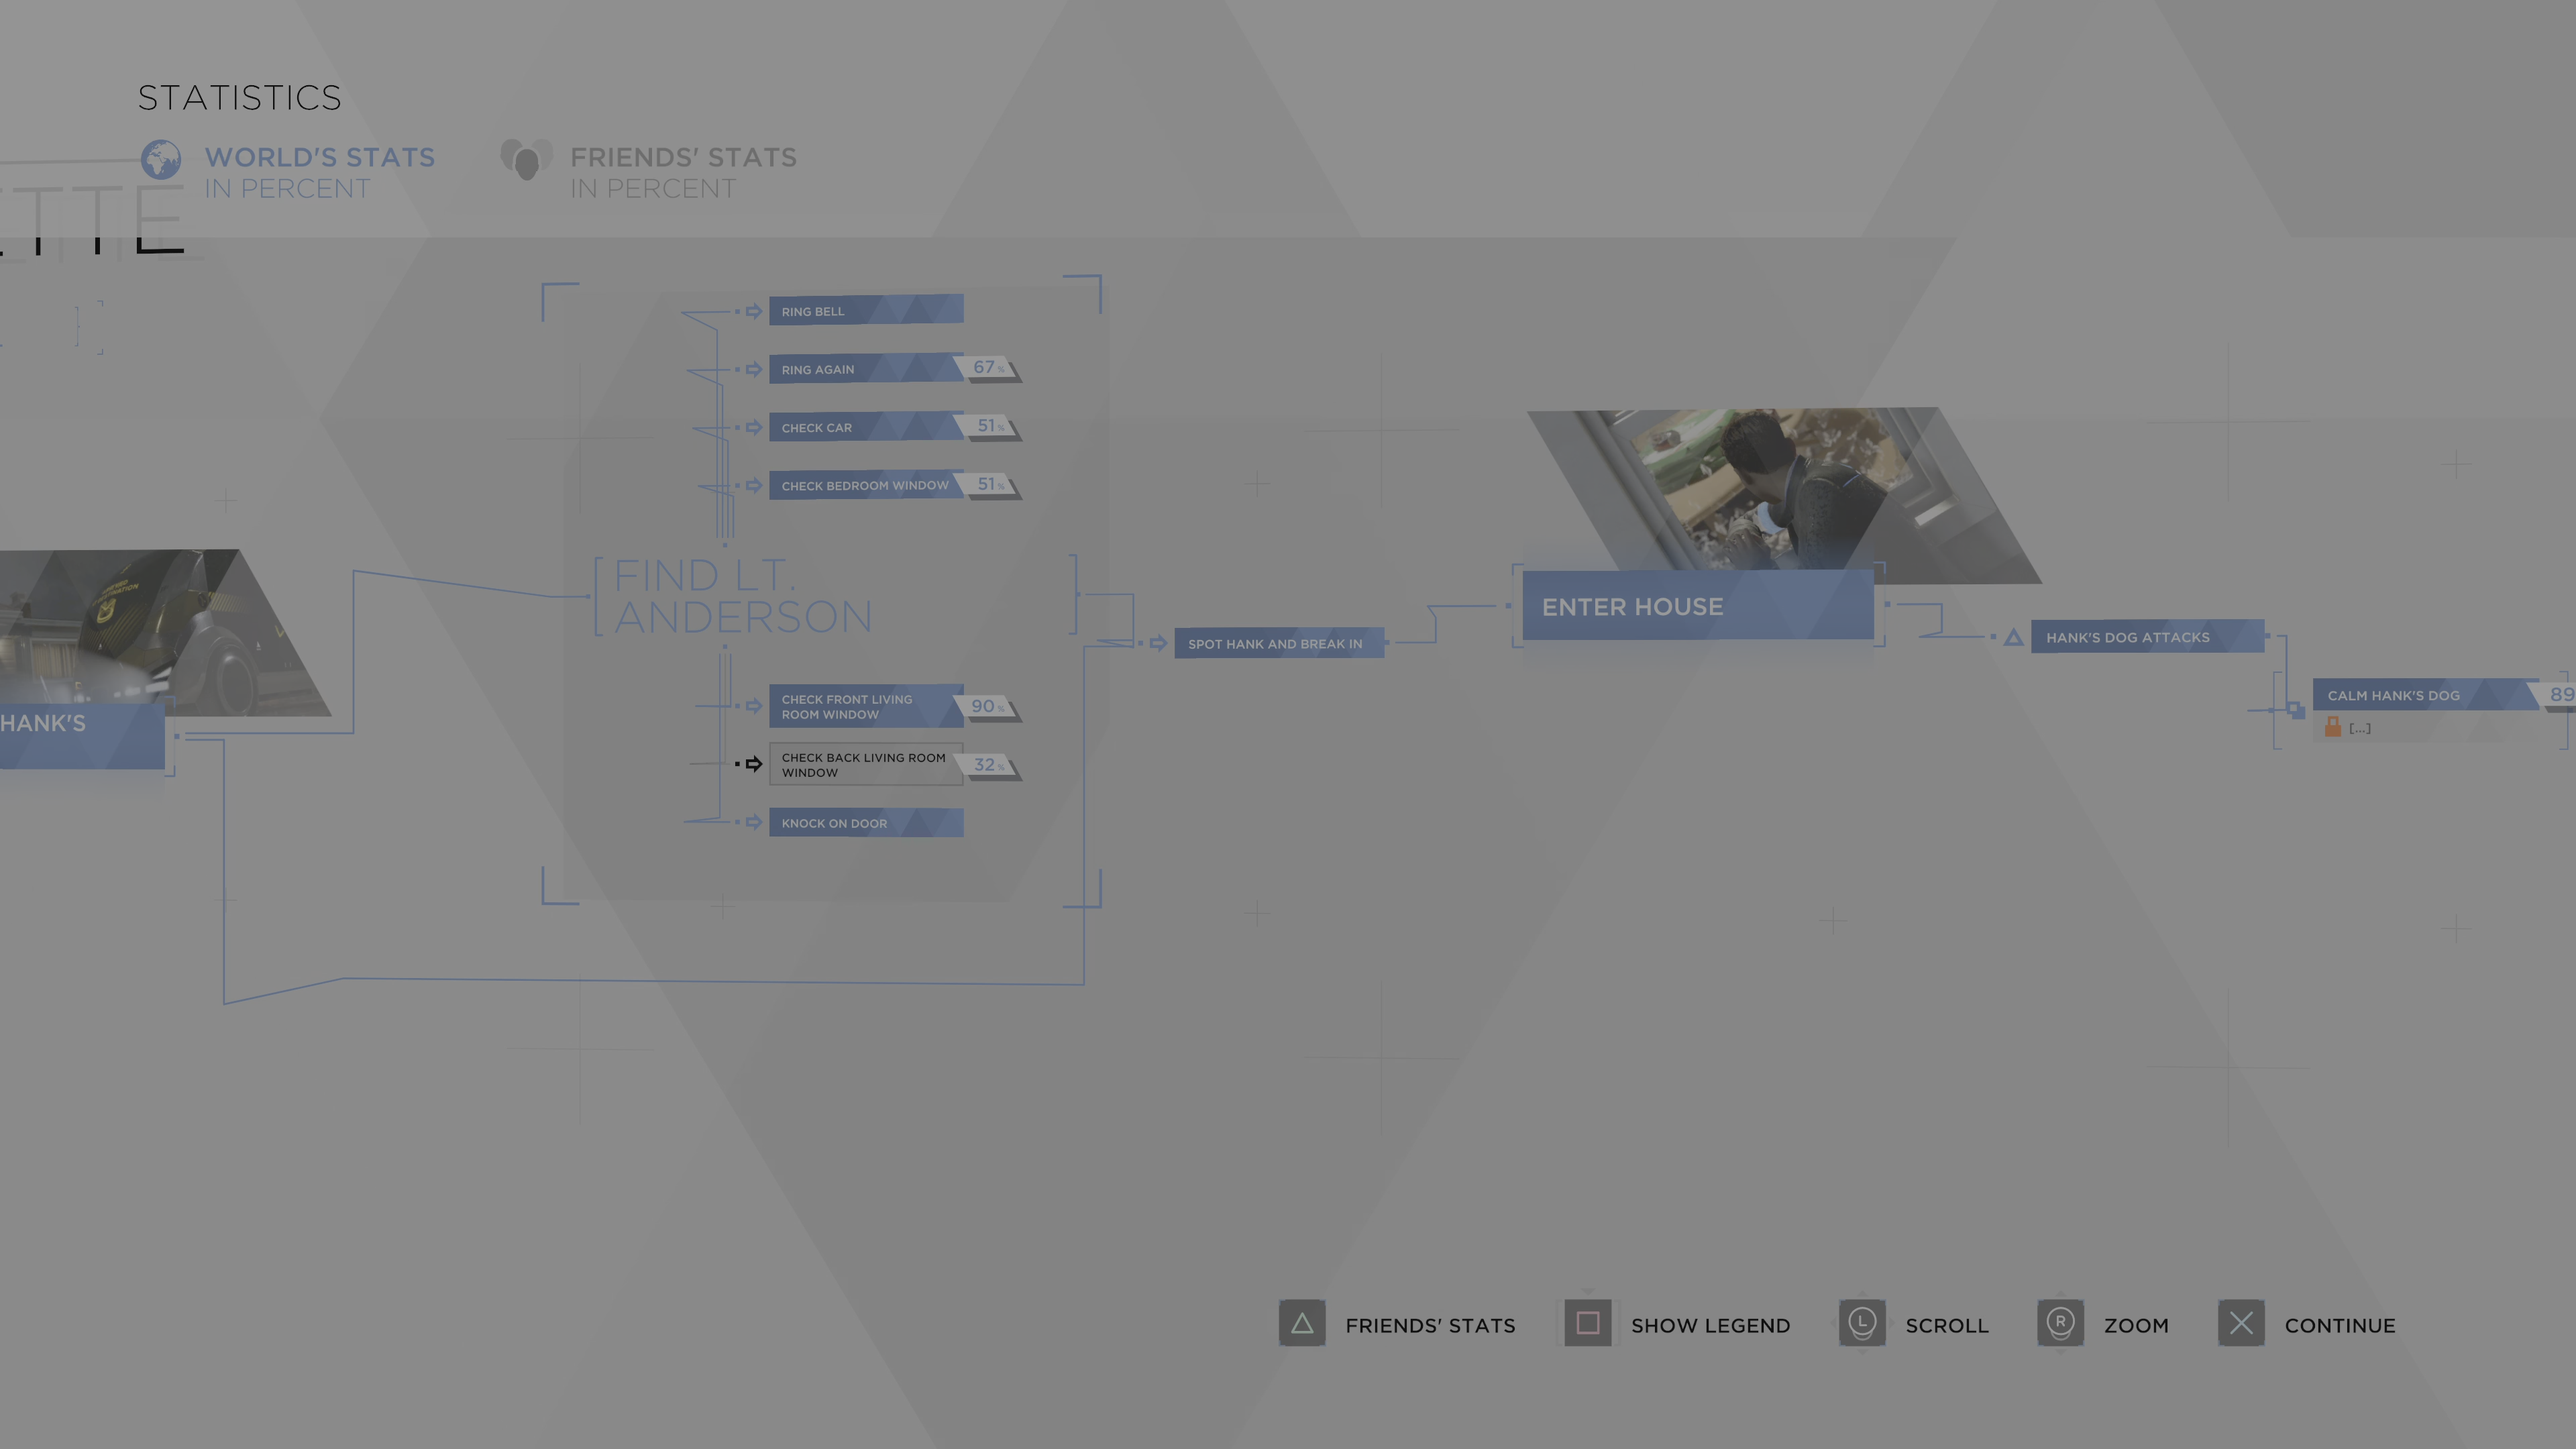 STATISTICS
WORLD'S STATS
IN PERCENT
FRIENDS' STATS
IN PERCENT
TTE
RING BELL
RING AGAIN
67%
CHECK CAR
51%
CHECK BEDROOM WINDOW
51%
FIND LT.
ANDERSON
CHECK FRONT LIVING
ROOM WINDOW
90%
CHECK BACK LIVING ROOM
WINDOW
32%
KNOCK ON DOOR
HANK'S
SPOT HANK AND BREAK IN
ENTER HOUSE
HANK'S DOG ATTACKS
CALM HANK'S DOG
89
[...]
FRIENDS' STATS
SHOW LEGEND
L
SCROLL
R
ZOOM
CONTINUE